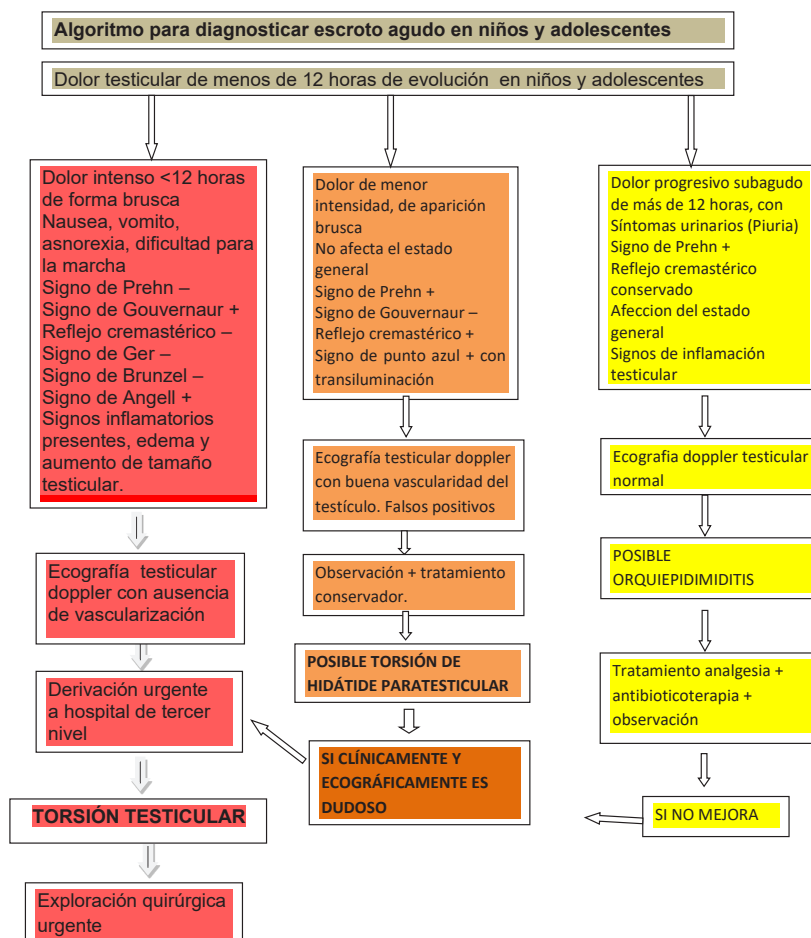 Algoritmo para diagnosticar escroto agudo en niños y adolescentes
Dolor testicular de menos de 12 horas de evolución en niños y adolescentes
Dolor intenso <12 horas
de forma brusca
Nausea, vomito,
asnorexia, dificultad para
la marcha
Signo de Prehn –
Signo de Gouvernaur +
Reflejo cremastérico –
Signo de Ger –
Signo de Brunzel –
Signo de Angell +
Signos inflamatorios
presentes, edema y
aumento de tamaño
testicular.
Ecografía testicular
doppler con ausencia
de vascularización
Derivación urgente
a hospital de tercer
nivel
TORSIÓN TESTICULAR
Exploración quirúrgica
urgente
Dolor de menor
intensidad, de aparición
brusca
No afecta el estado
general
Signo de Prehn +
Signo de Gouvernaur –
Reflejo cremastérico +
Signo de punto azul + con
transiluminación
Ecografía testicular doppler
con buena vascularidad del
testículo. Falsos positivos
Observación + tratamiento
conservador.
POSIBLE TORSIÓN DE
HIDÁTIDE PARATESTICULAR
SI CLÍNICAMENTE Y
ECOGRÁFICAMENTE ES
DUDOSO
Dolor progresivo subagudo
de más de 12 horas, con
Síntomas urinarios (Piuria)
Signo de Prehn +
Reflejo cremastérico
conservado
Afeccion del estado
general
Signos de inflamación
testicular
Ecografia doppler testicular
normal
POSIBLE
ORQUIEPIDIMIDITIS
Tratamiento analgesia +
antibioticoterapia +
observación
SI NO MEJORA